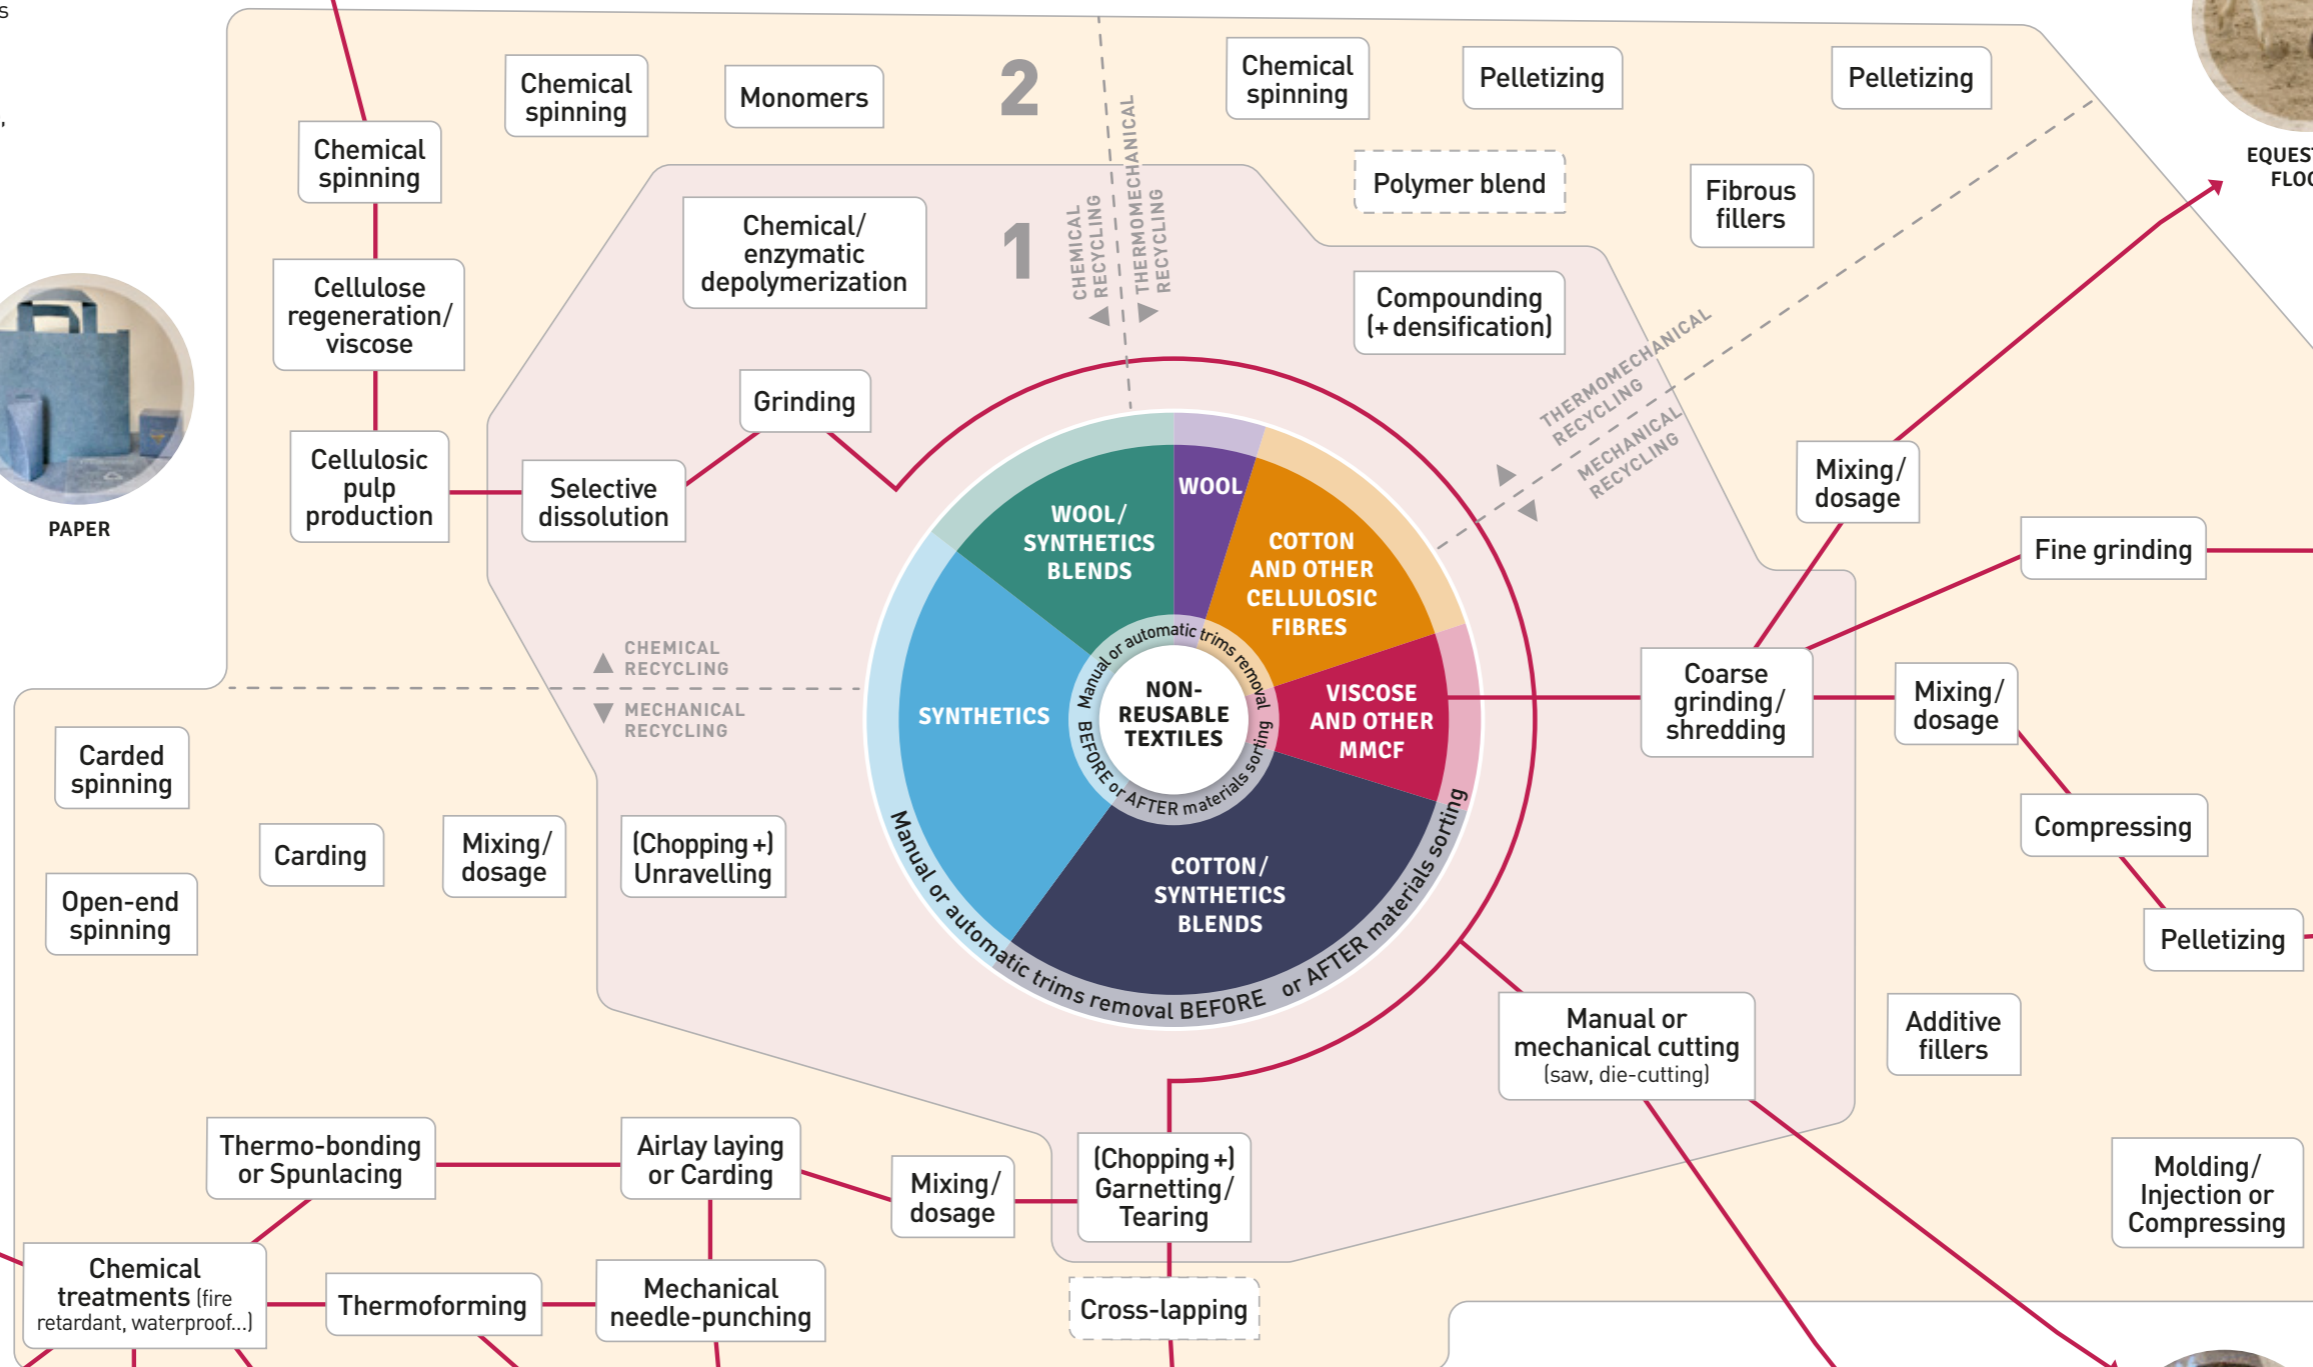 s
,
2
1
Chemical
spinning
Monomers
Chemical
spinning
Pelletizing
Pelletizing
Chemical
spinning
Polymer blend
Fibrous
fillers
EQUEST
FLOO
Chemical/
enzymatic
depolymerization
CHEMICAL
RECYCLING
THERMOMECHANICAL
RECYCLING
Cellulose
regeneration/
viscose
Compounding
(+ densification)
THERMOMECHANICAL
RECYCLING
MECHANICAL
RECYCLING
Grinding
Cellulosic
pulp
production
Selective
dissolution
PAPER
Mixing/
dosage
Fine grinding
WOOL/
SYNTHETICS
BLENDS
WOOL
COTTON
AND OTHER
CELLULOSIC
FIBRES
SYNTHETICS
Manual or automatic trims removal
BEFORE or AFTER materials sorting
NON-
REUSABLE
TEXTILES
VISCOSE
AND OTHER
MMCF
COTTON/
SYNTHETICS
BLENDS
Manual or automatic trims removal BEFORE or AFTER materials sorting
CHEMICAL
RECYCLING
MECHANICAL
RECYCLING
Coarse
grinding/
shredding
Mixing/
dosage
Compressing
Pelletizing
Carded
spinning
Carding
Mixing/
dosage
(Chopping +)
Unravelling
Open-end
spinning
Manual or
mechanical cutting
(saw, die-cutting)
Additive
fillers
Molding/
Injection or
Compressing
Thermo-bonding
or Spunlacing
Airlay laying
or Carding
Mixing/
dosage
(Chopping +)
Garnetting/
Tearing
Chemical
treatments (fire
retardant, waterproof...)
Thermoforming
Mechanical
needle-punching
Cross-lapping